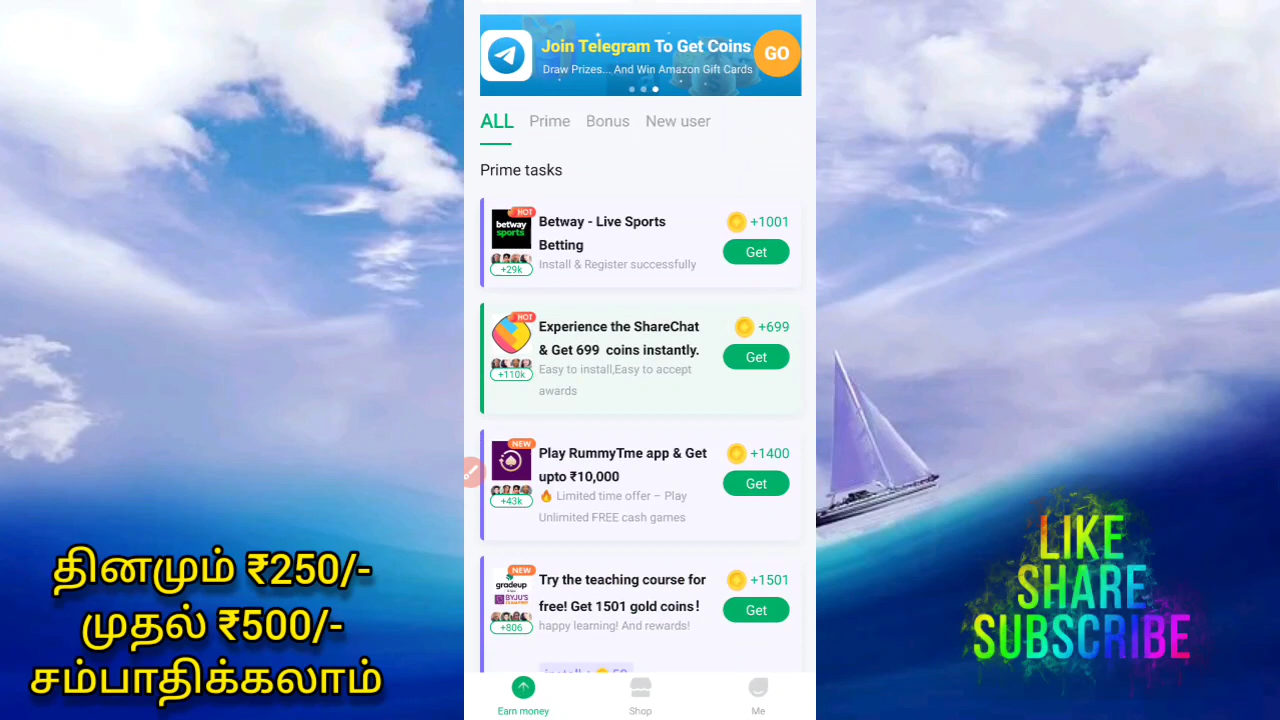 Join Telegram To Get Coins
GO
Draw Prizes... And Win Amazon Gift Cards
ALL Prime Bonus New user
Prime tasks
HOT
betway
sports
+29k
Betway - Live Sports
Betting
Install & Register successfully
+1001
Get
HOT
+110k
Experience the ShareChat
& Get 699 coins instantly.
Easy to install,Easy to accept
awards
+699
Get
NEW
+43k
Play RummyTme app & Get
upto ₹10,000
🔥 Limited time offer – Play
Unlimited FREE cash games
+1400
Get
NEW
gradeup
BYJU'S
+806
Try the teaching course for
free! Get 1501 gold coins!
happy learning! And rewards!
+1501
Get
Earn money Shop Me
தினமும் ₹250/-
முதல் ₹500/-
சம்பாதிக்கலாம்
LIKE
SHARE
SUBSCRIBE